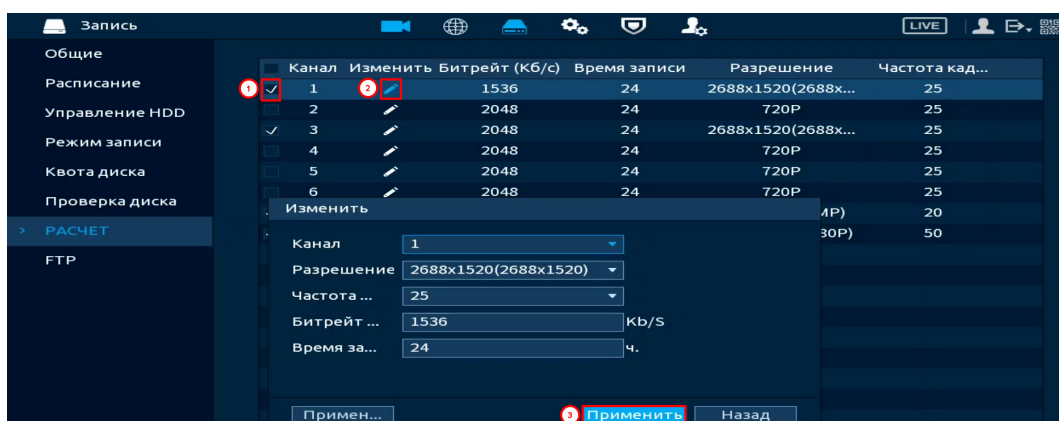 Запись LIVE
Общие
Расписание
Управление HDD
Режим записи
Квота диска
Проверка диска
> РАСЧЕТ
FTP
Канал Изменить Битрейт (Кб/с) Время записи Разрешение Частота кад...
1 1 2 1536 24 2688x1520(2688x... 25
2 2048 24 720P 25
3 2048 24 2688x1520(2688x... 25
4 2048 24 720P 25
5 2048 24 720P 25
6 2048 24 720P 25
MP) 20
30P) 50
Изменить
Канал 1
Разрешение 2688x1520(2688x1520)
Частота ... 25
Битрейт ... 1536 Kb/S
Время за... 24 ч.
Примен... 3 Применить Назад